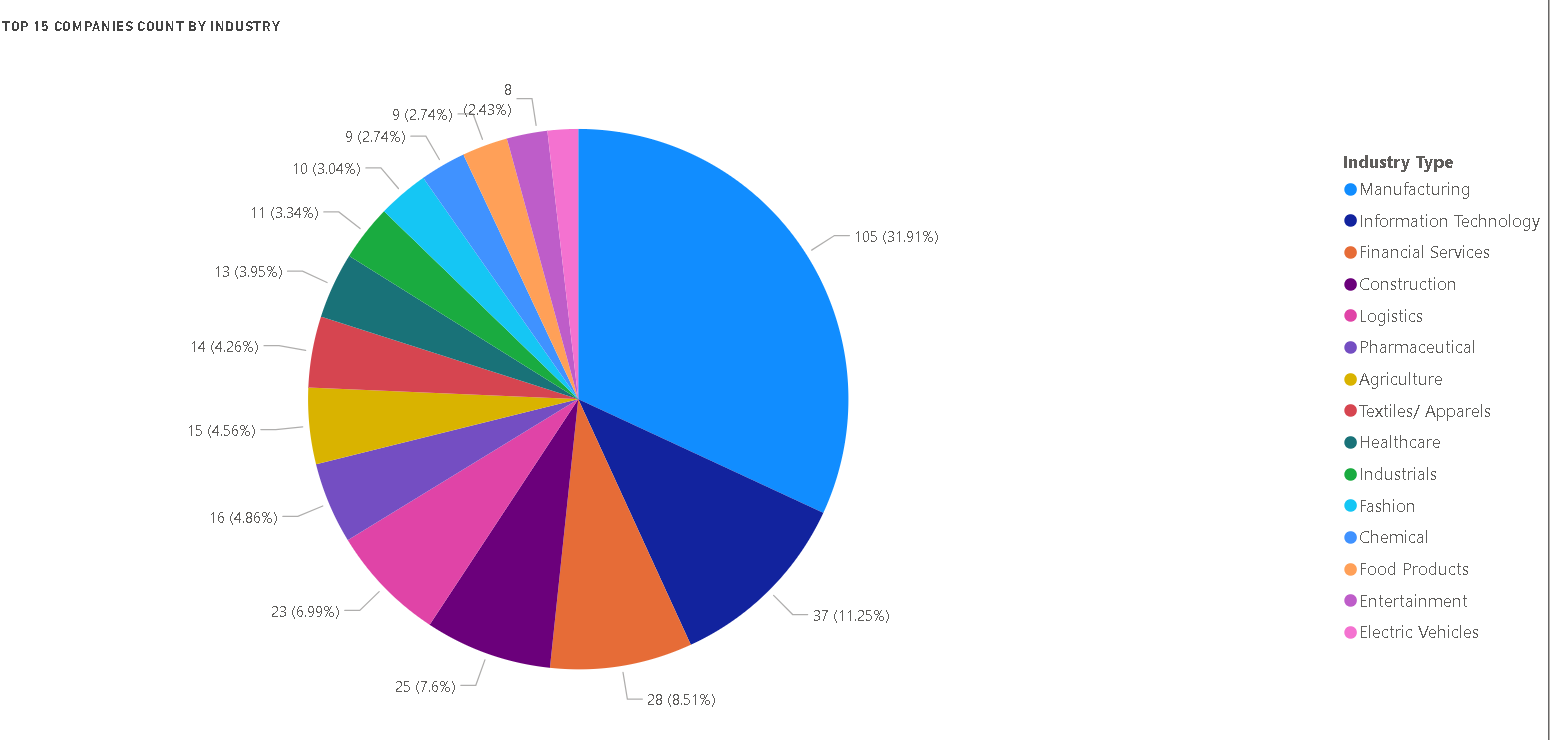 TOP 15 COMPANIES COUNT BY INDUSTRY
8
(2.43%)
9 (2.74%)
9 (2.74%)
10 (3.04%)
11 (3.34%)
13 (3.95%)
14 (4.26%)
15 (4.56%)
16 (4.86%)
23 (6.99%)
25 (7.6%)
28 (8.51%)
37 (11.25%)
105 (31.91%)
Industry Type
Manufacturing
Information Technology
Financial Services
Construction
Logistics
Pharmaceutical
Agriculture
Textiles/ Apparels
Healthcare
Industrials
Fashion
Chemical
Food Products
Entertainment
Electric Vehicles